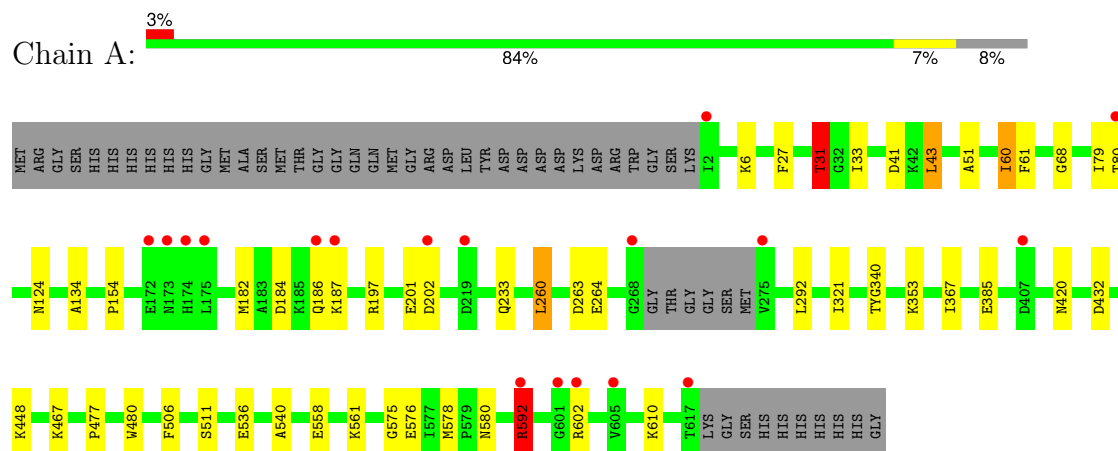 3%
Chain A:
84% 7% 8%
MET ARG GLY SER HIS HIS HIS HIS HIS HIS GLY MET ALA SER MET THR GLY GLY GLN GLN MET GLY ARG ASP LEU TYR ASP ASP ASP ASP LYS ASP ARG TRP GLY SER LYS I2 K6 F27 T31 G32 I33 D41 K42 L43 A51 I60 F61 G68 I79 T80
N124 A134 P154 E172 N173 H174 L175 M182 A183 D184 K185 Q186 K187 R197 E201 D202 D219 Q233 L260 D263 E264 G268 GLY THR GLY GLY SER MET V275 L292 I321 TYG340 K353 I367 E385 D407 N420 D432
K448 K467 P477 W480 F506 S511 E536 A540 E558 K561 G575 E576 I577 M578 P579 N580 R592 G601 R602 V605 K610 T617 LYS GLY SER HIS HIS HIS HIS HIS HIS GLY